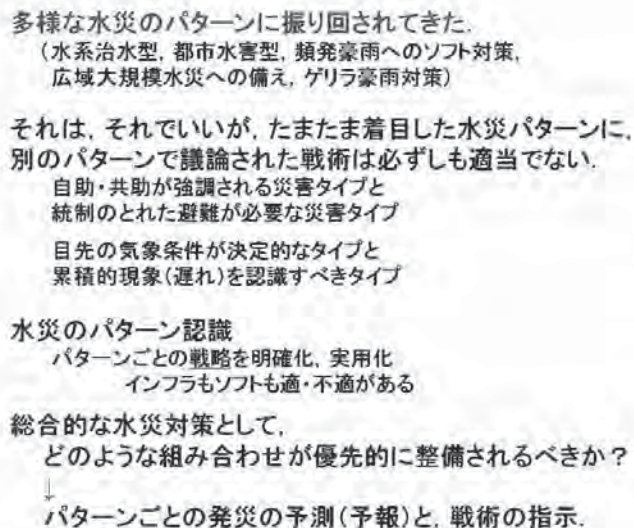 多様な水災のパターンに振り回されてきた.
（水系治水型, 都市水害型, 頻発豪雨へのソフト対策,
広域大規模水災への備え, ゲリラ豪雨対策）
それは, それでいいが, たまたま着目した水災パターンに,
別のパターンで議論された戦術は必ずしも適当でない.
自助・共助が強調される災害タイプと
統制のとれた避難が必要な災害タイプ
目先の気象条件が決定的なタイプと
累積的現象(遅れ)を認識すべきタイプ
水災のパターン認識
パターンごとの戦略を明確化, 実用化
インフラもソフトも適・不適がある
総合的な水災対策として,
どのような組み合わせが優先的に整備されるべきか？
↓
パターンごとの発災の予測(予報)と, 戦術の指示.